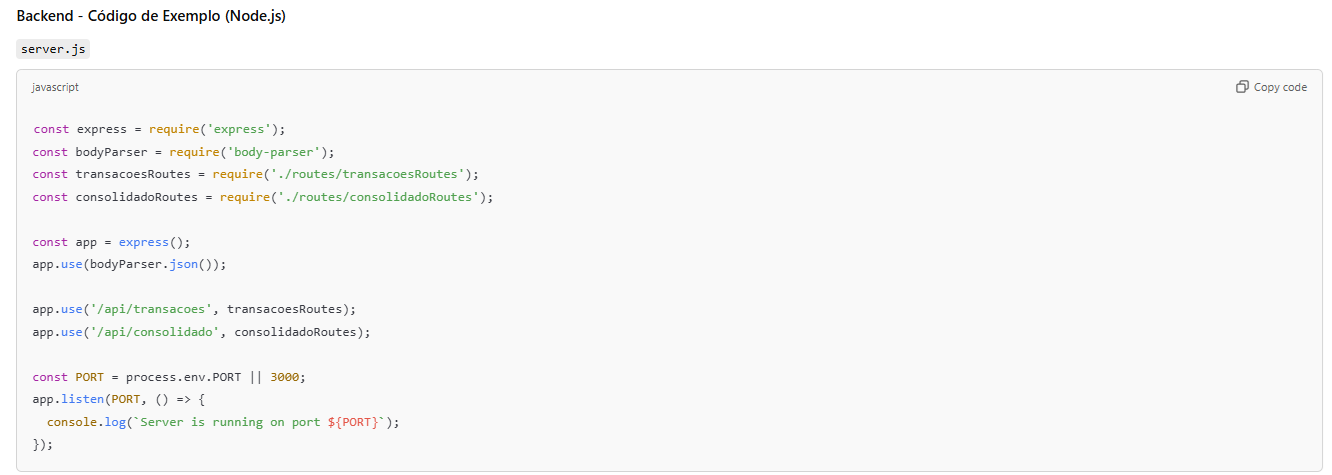 Backend - Código de Exemplo (Node.js)
server.js
javascript
Copy code
const express = require('express');
const bodyParser = require('body-parser');
const transacoesRoutes = require('./routes/transacoesRoutes');
const consolidadoRoutes = require('./routes/consolidadoRoutes');
const app = express();
app.use(bodyParser.json());
app.use('/api/transacoes', transacoesRoutes);
app.use('/api/consolidado', consolidadoRoutes);
const PORT = process.env.PORT || 3000;
app.listen(PORT, () => {
  console.log(`Server is running on port ${PORT}`);
});